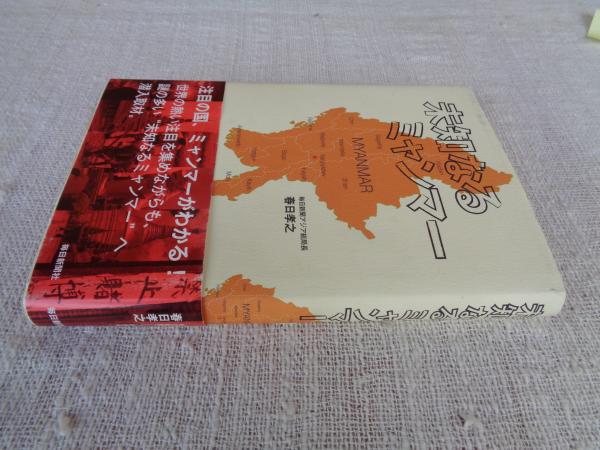 未知なる
ミャンマー
MYANMAR
毎日新聞アジア総局長
春日孝之
注目の国 ミャンマーがわかる!
世界の熱い注目を集めながらも、
謎の多い“未知なるミャンマー”へ
潜入取材。
毎日新聞社
未知なるミャンマー
春日孝之
禁止賭博